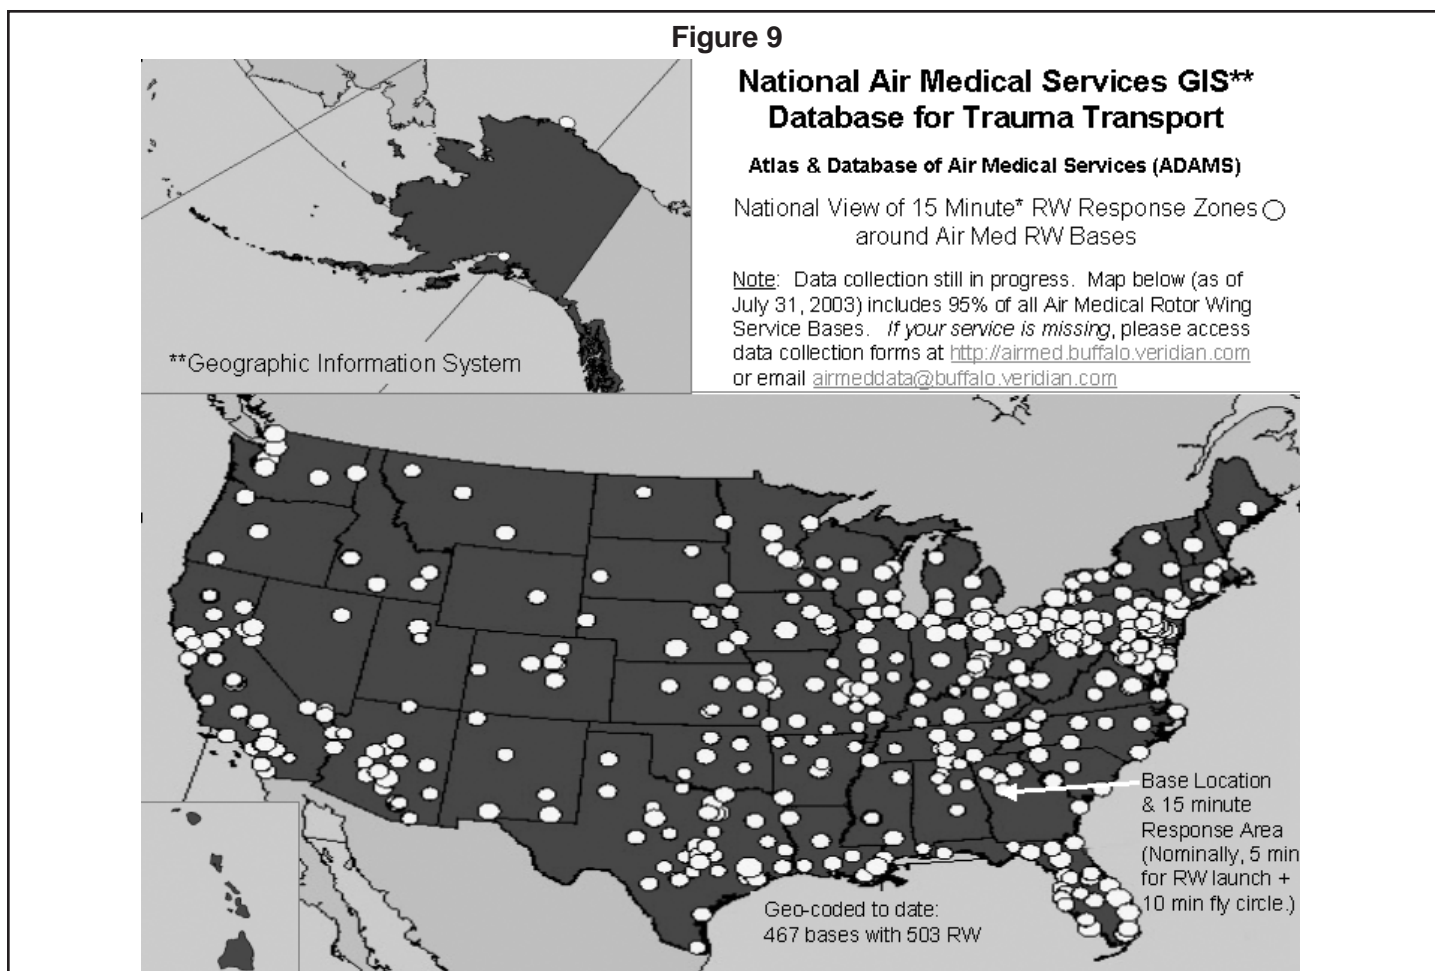 Figure 9
National Air Medical Services GIS**
Database for Trauma Transport
Atlas & Database of Air Medical Services (ADAMS)
National View of 15 Minute* RW Response Zones
around Air Med RW Bases
Note: Data collection still in progress. Map below (as of
July 31, 2003) includes 95% of all Air Medical Rotor Wing
Service Bases. If your service is missing, please access
data collection forms at http://airmed.buffalo.veridian.com
or email airmeddata@buffalo.veridian.com
**Geographic Information System
Base Location
& 15 minute
Response Area
(Nominally, 5 min
for RW launch +
10 min fly circle.)
Geo-coded to date:
467 bases with 503 RW